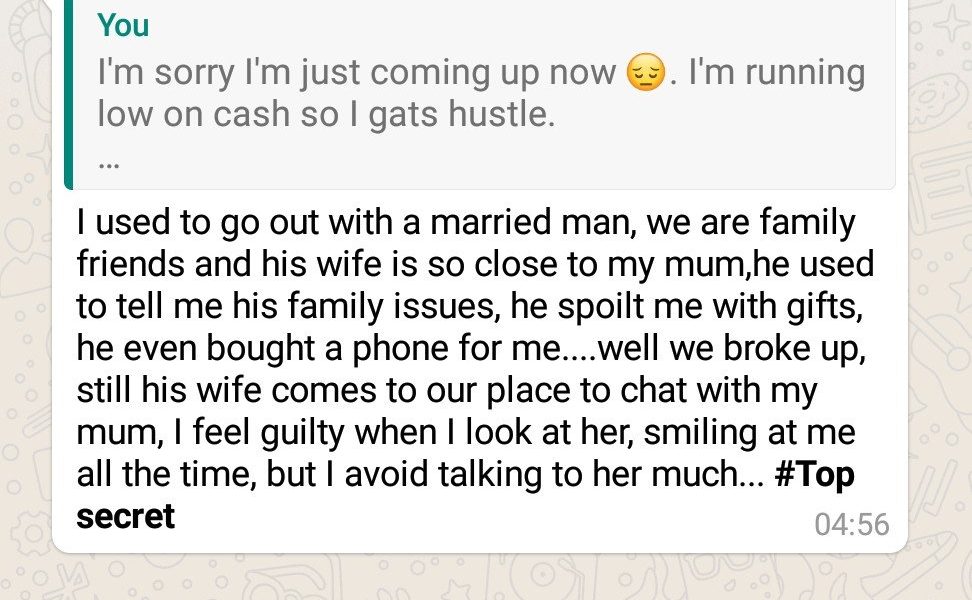 You
I'm sorry I'm just coming up now 😔. I'm running
low on cash so I gats hustle.
...
I used to go out with a married man, we are family
friends and his wife is so close to my mum,he used
to tell me his family issues, he spoilt me with gifts,
he even bought a phone for me....well we broke up,
still his wife comes to our place to chat with my
mum, I feel guilty when I look at her, smiling at me
all the time, but I avoid talking to her much... #Top
secret
04:56